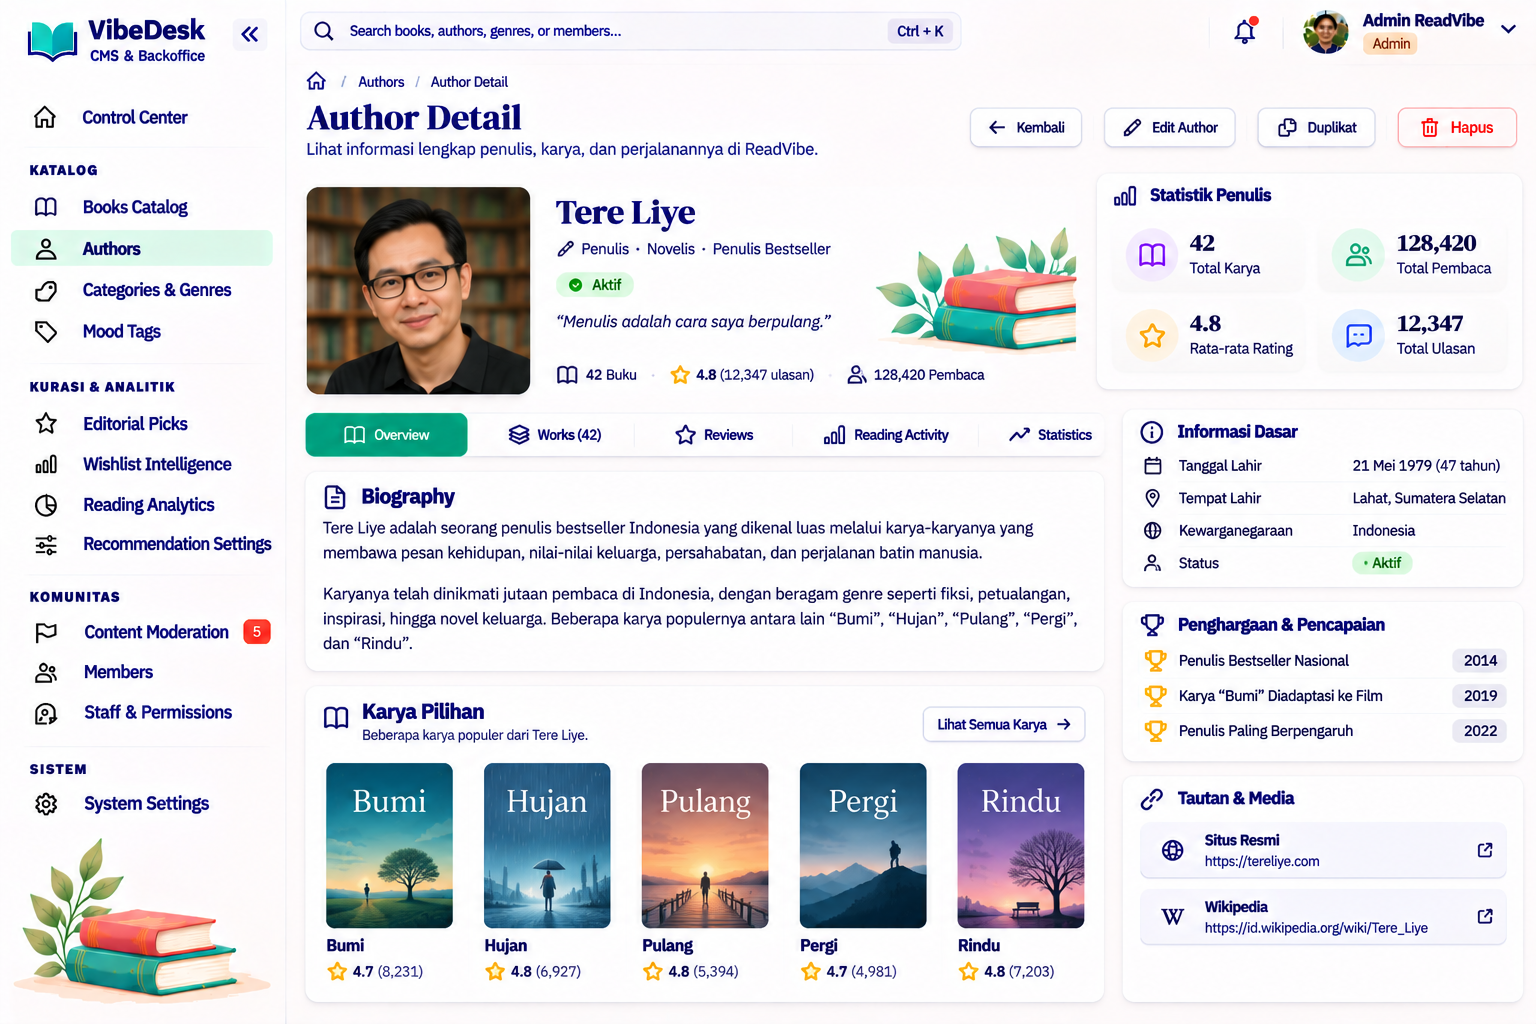 VibeDesk
CMS & Backoffice
Control Center
KATALOG
Books Catalog
Authors
Categories & Genres
Mood Tags
KURASI & ANALITIK
Editorial Picks
Wishlist Intelligence
Reading Analytics
Recommendation Settings
KOMUNITAS
Content Moderation 5
Members
Staff & Permissions
SISTEM
System Settings
Search books, authors, genres, or members... Ctrl + K
Admin ReadVibe
Admin
/ Authors / Author Detail
Author Detail
Lihat informasi lengkap penulis, karya, dan perjalanannya di ReadVibe.
Kembali
Edit Author
Duplikat
Hapus
Tere Liye
Penulis • Novelis • Penulis Bestseller
Aktif
“Menulis adalah cara saya berpulang.”
42 Buku · 4.8 (12,347 ulasan) · 128,420 Pembaca
Statistik Penulis
42
Total Karya
128,420
Total Pembaca
4.8
Rata-rata Rating
12,347
Total Ulasan
Overview
Works (42)
Reviews
Reading Activity
Statistics
Biography
Tere Liye adalah seorang penulis bestseller Indonesia yang dikenal luas melalui karya-karyanya yang
membawa pesan kehidupan, nilai-nilai keluarga, persahabatan, dan perjalanan batin manusia.
Karyanya telah dinikmati jutaan pembaca di Indonesia, dengan beragam genre seperti fiksi, petualangan,
inspirasi, hingga novel keluarga. Beberapa karya populernya antara lain “Bumi”, “Hujan”, “Pulang”, “Pergi”,
dan “Rindu”.
Karya Pilihan
Beberapa karya populer dari Tere Liye.
Lihat Semua Karya
Bumi
Hujan
Pulang
Pergi
Rindu
Bumi
4.7 (8,231)
Hujan
4.8 (6,927)
Pulang
4.8 (5,394)
Pergi
4.7 (4,981)
Rindu
4.8 (7,203)
Informasi Dasar
Tanggal Lahir 21 Mei 1979 (47 tahun)
Tempat Lahir Lahat, Sumatera Selatan
Kewarganegaraan Indonesia
Status • Aktif
Penghargaan & Pencapaian
Penulis Bestseller Nasional 2014
Karya “Bumi” Diadaptasi ke Film 2019
Penulis Paling Berpengaruh 2022
Tautan & Media
Situs Resmi
https://tereliye.com
W
Wikipedia
https://id.wikipedia.org/wiki/Tere_Liye